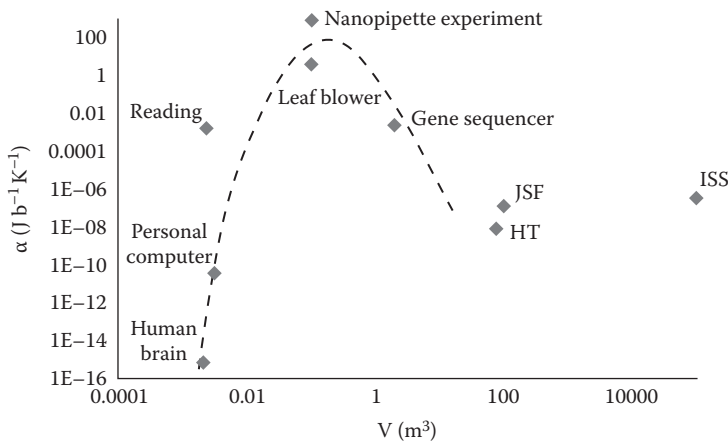 Nanopipette experiment
100
1
Leaf blower
0.01
Reading
Gene sequencer
0.0001
α (J b⁻¹ K⁻¹)
1E–06
JSF
ISS
1E–08
HT
Personal
computer
1E–10
1E–12
1E–14
Human
brain
1E–16
0.0001
0.01
1
100
10000
V (m³)